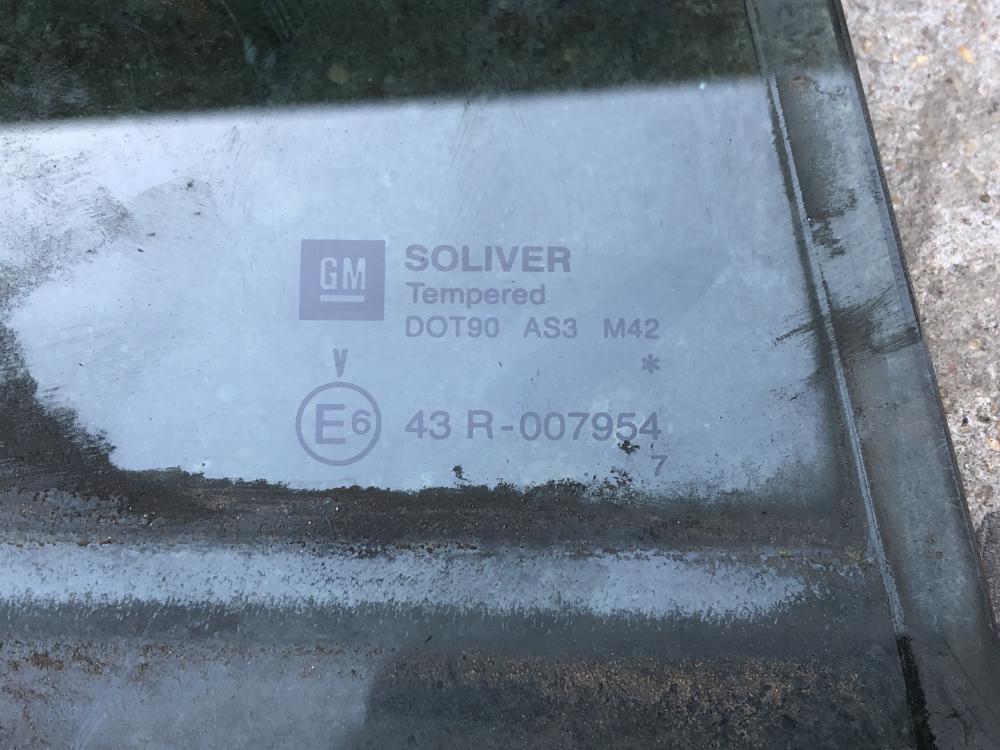 GM SOLIVER
Tempered
DOT90 AS3 M42
V *
E6 43 R-007954
7